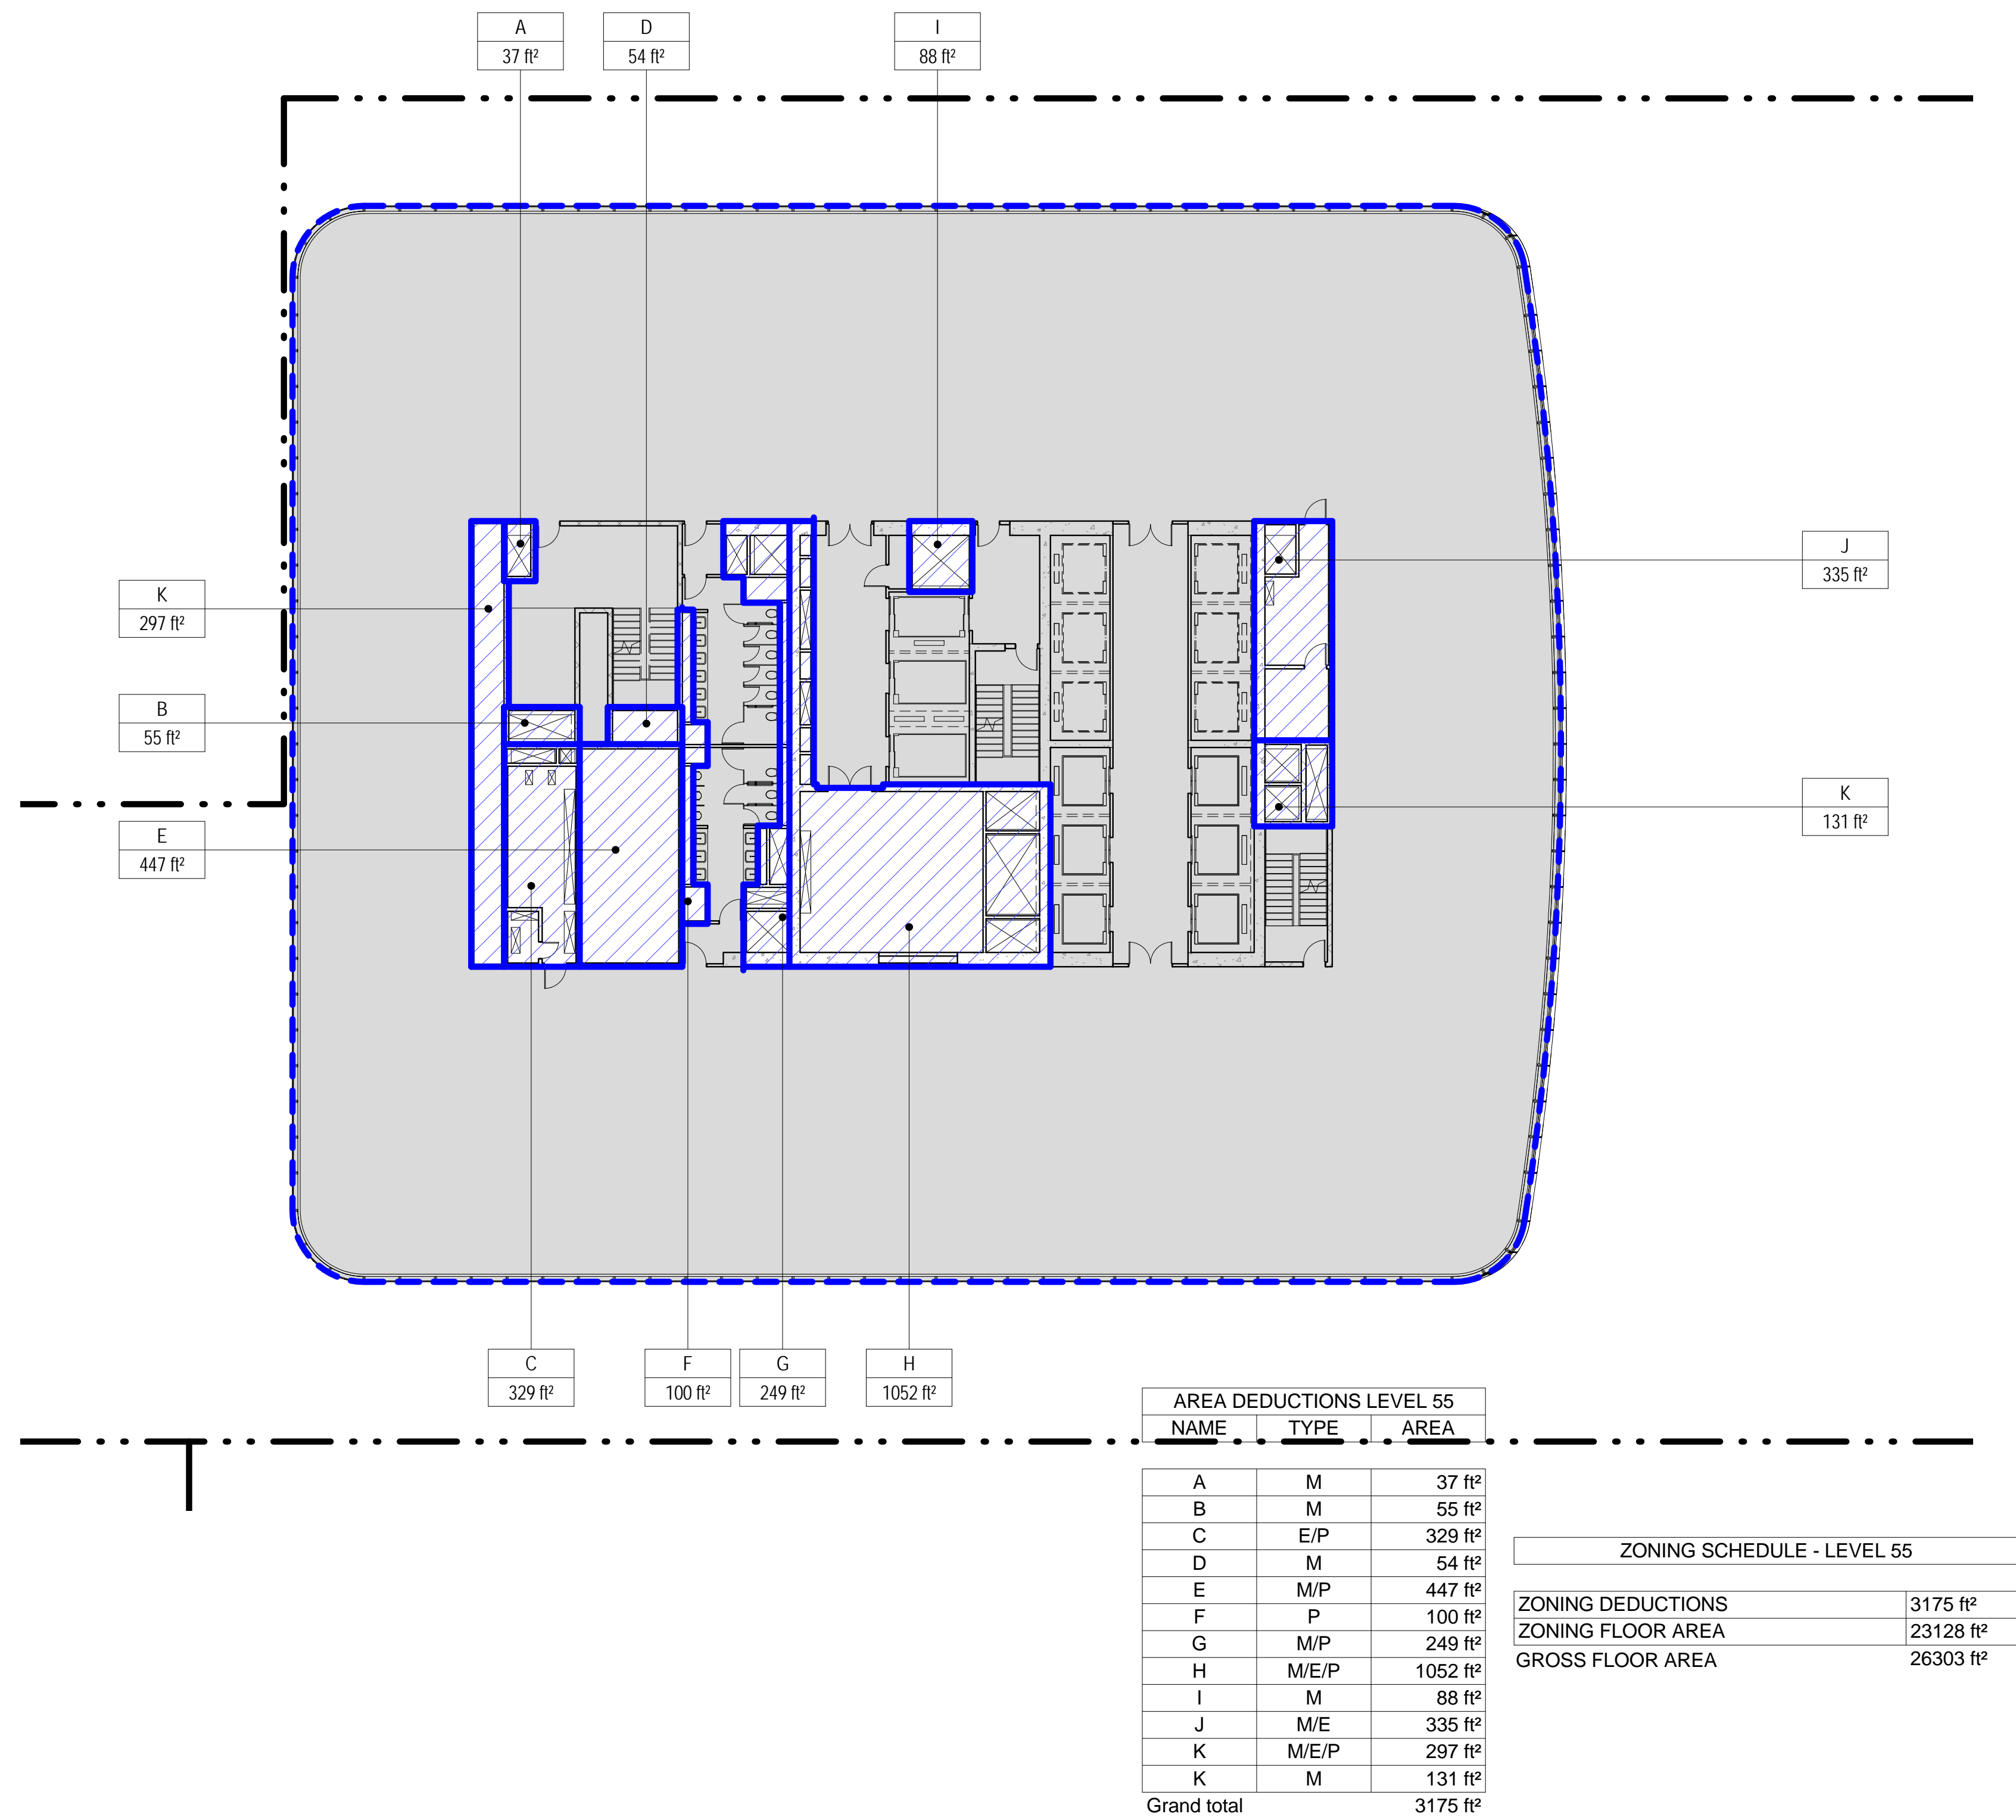 A
37 ft²
D
54 ft²
I
88 ft²
J
335 ft²
K
297 ft²
B
55 ft²
K
131 ft²
E
447 ft²
C
329 ft²
F
100 ft²
G
249 ft²
H
1052 ft²
AREA DEDUCTIONS LEVEL 55
NAME TYPE AREA
A M 37 ft²
B M 55 ft²
C E/P 329 ft²
D M 54 ft²
E M/P 447 ft²
F P 100 ft²
G M/P 249 ft²
H M/E/P 1052 ft²
I M 88 ft²
J M/E 335 ft²
K M/E/P 297 ft²
K M 131 ft²
Grand total 3175 ft²
ZONING SCHEDULE - LEVEL 55
ZONING DEDUCTIONS 3175 ft²
ZONING FLOOR AREA 23128 ft²
GROSS FLOOR AREA 26303 ft²